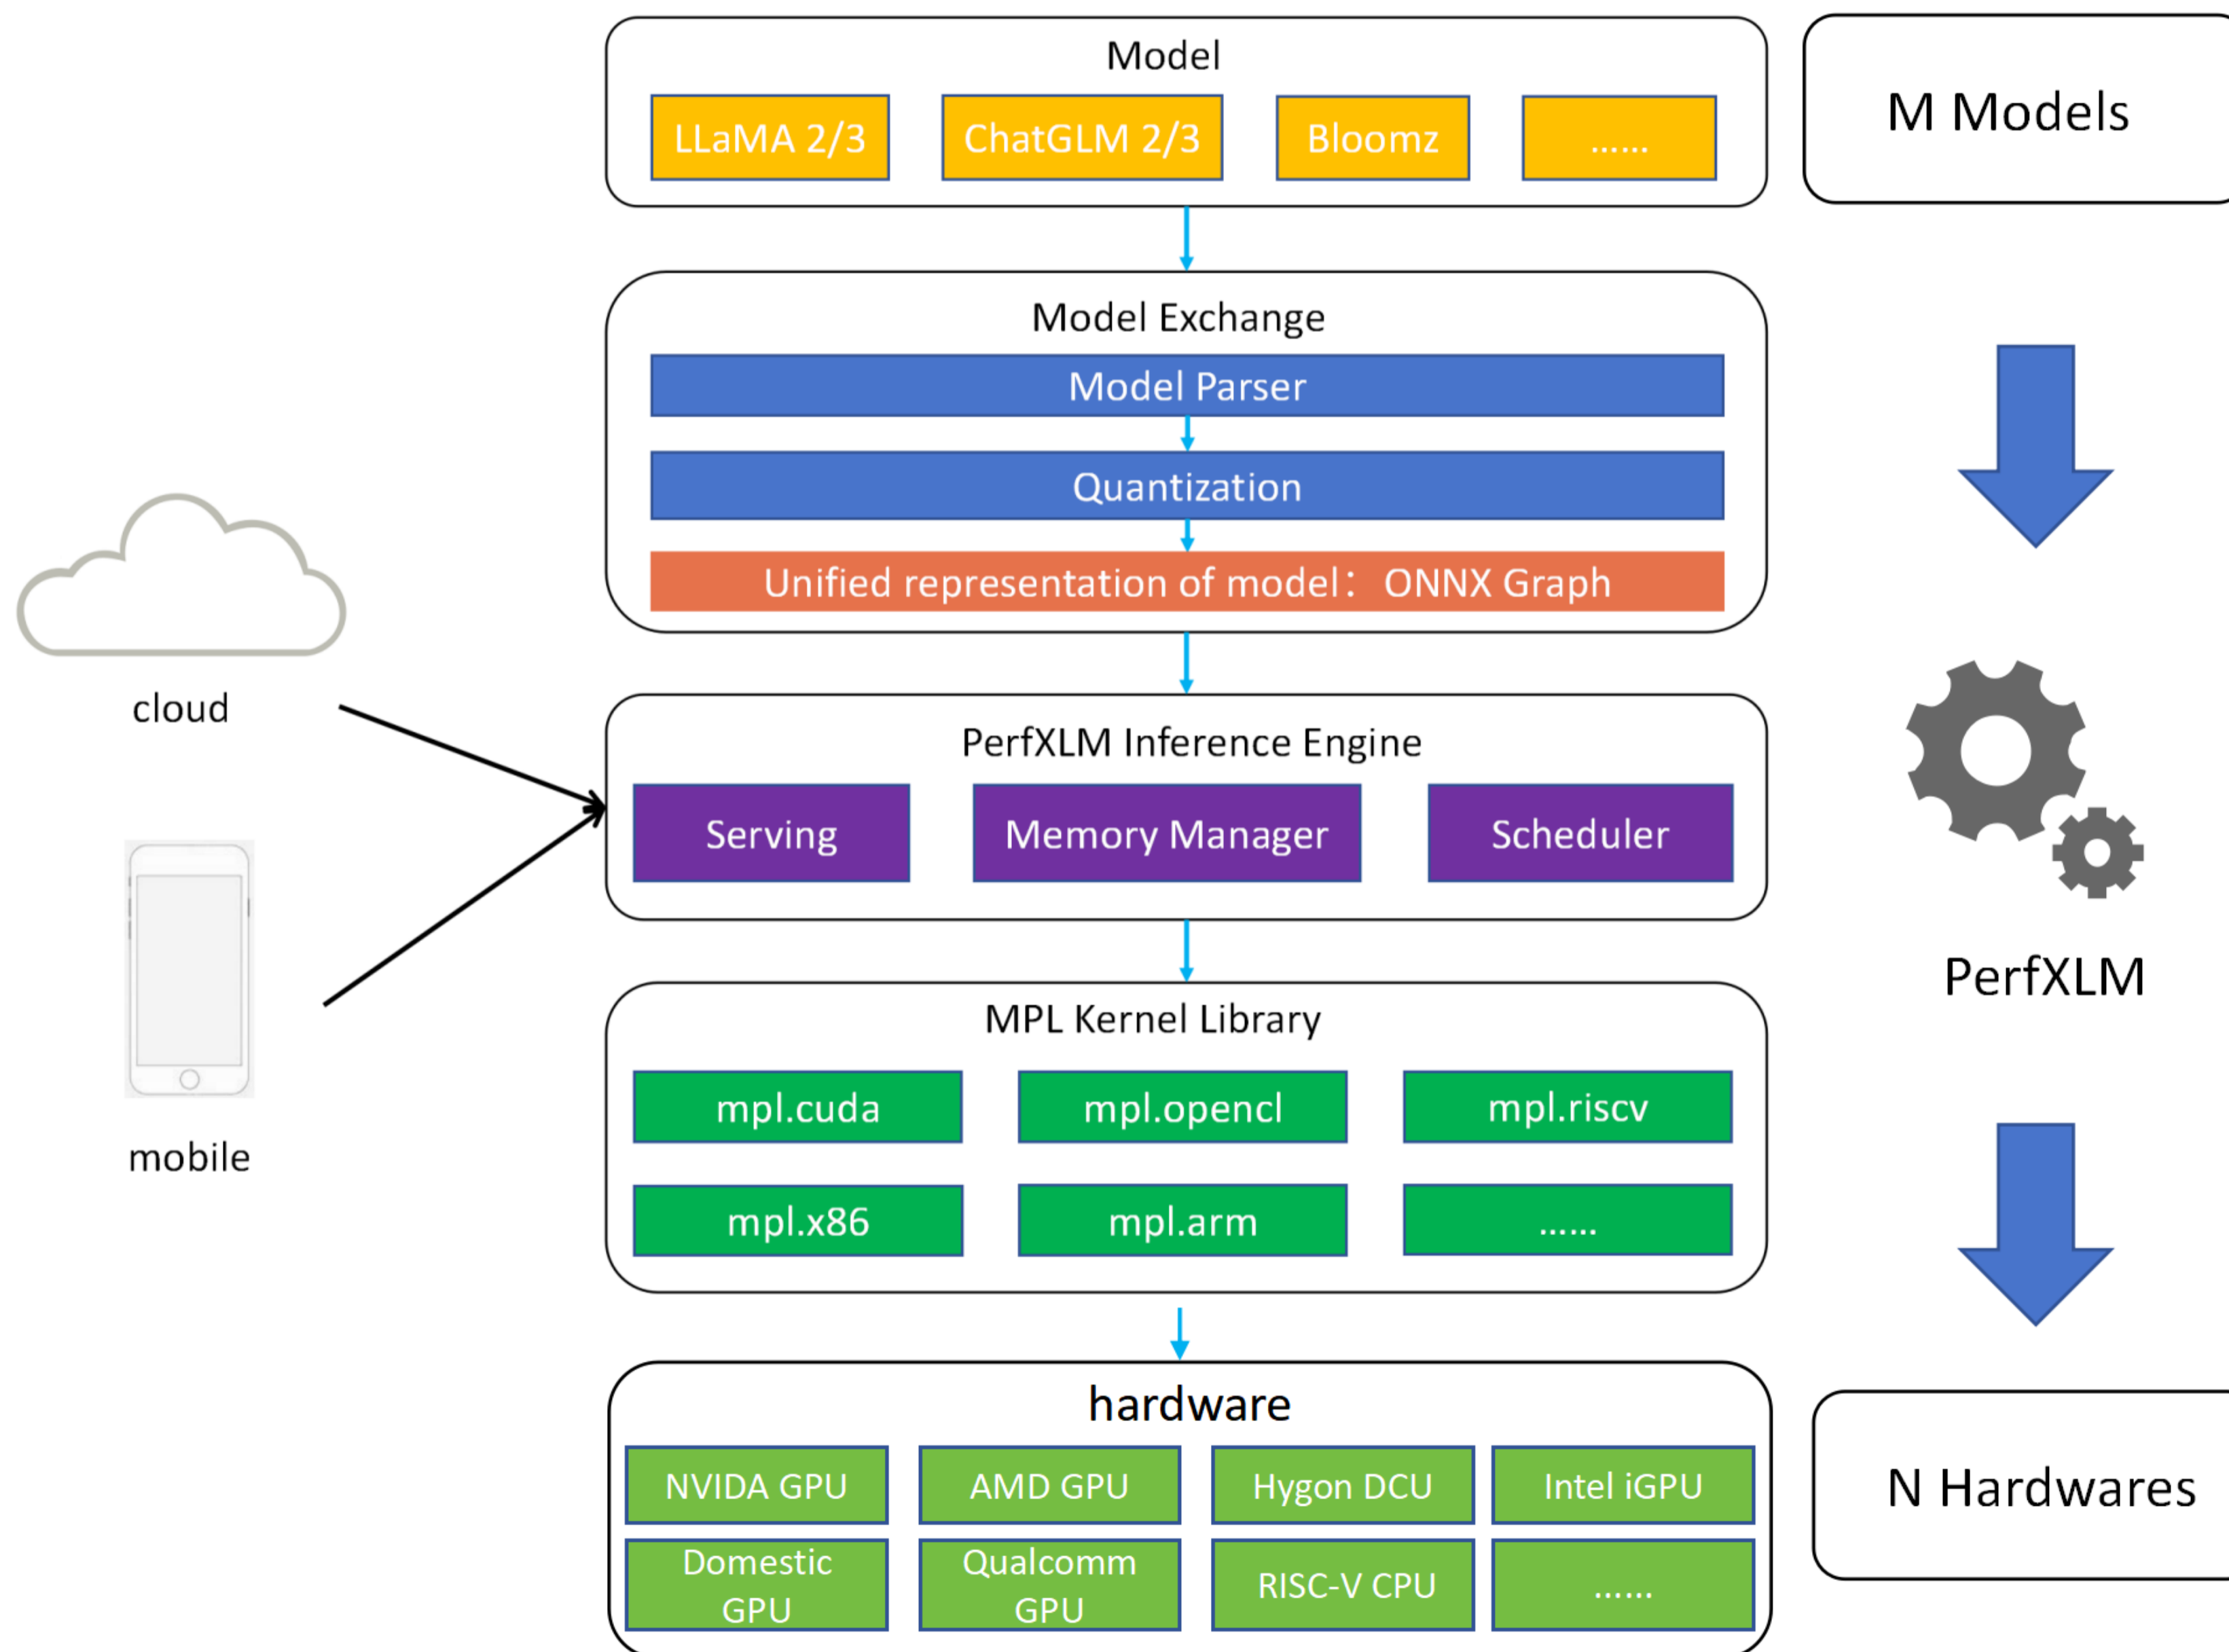 Model
LLaMA 2/3
ChatGLM 2/3
Bloomz
......
M Models
Model Exchange
Model Parser
Quantization
Unified representation of model：ONNX Graph
cloud
mobile
PerfXLM Inference Engine
Serving
Memory Manager
Scheduler
PerfXLM
MPL Kernel Library
mpl.cuda
mpl.opencl
mpl.riscv
mpl.x86
mpl.arm
......
hardware
NVIDA GPU
AMD GPU
Hygon DCU
Intel iGPU
Domestic
GPU
Qualcomm
GPU
RISC-V CPU
......
N Hardwares